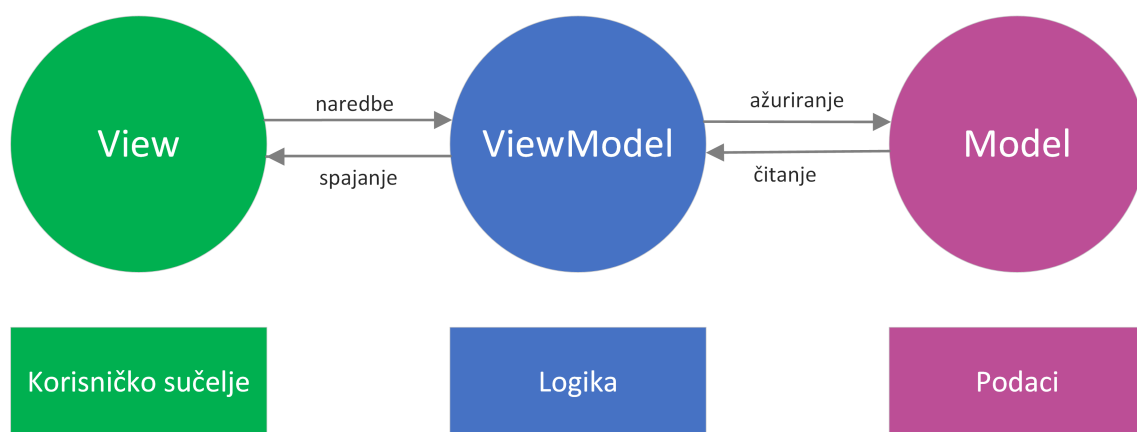 View
naredbe
spajanje
ViewModel
ažuriranje
čitanje
Model
Korisničko sučelje
Logika
Podaci